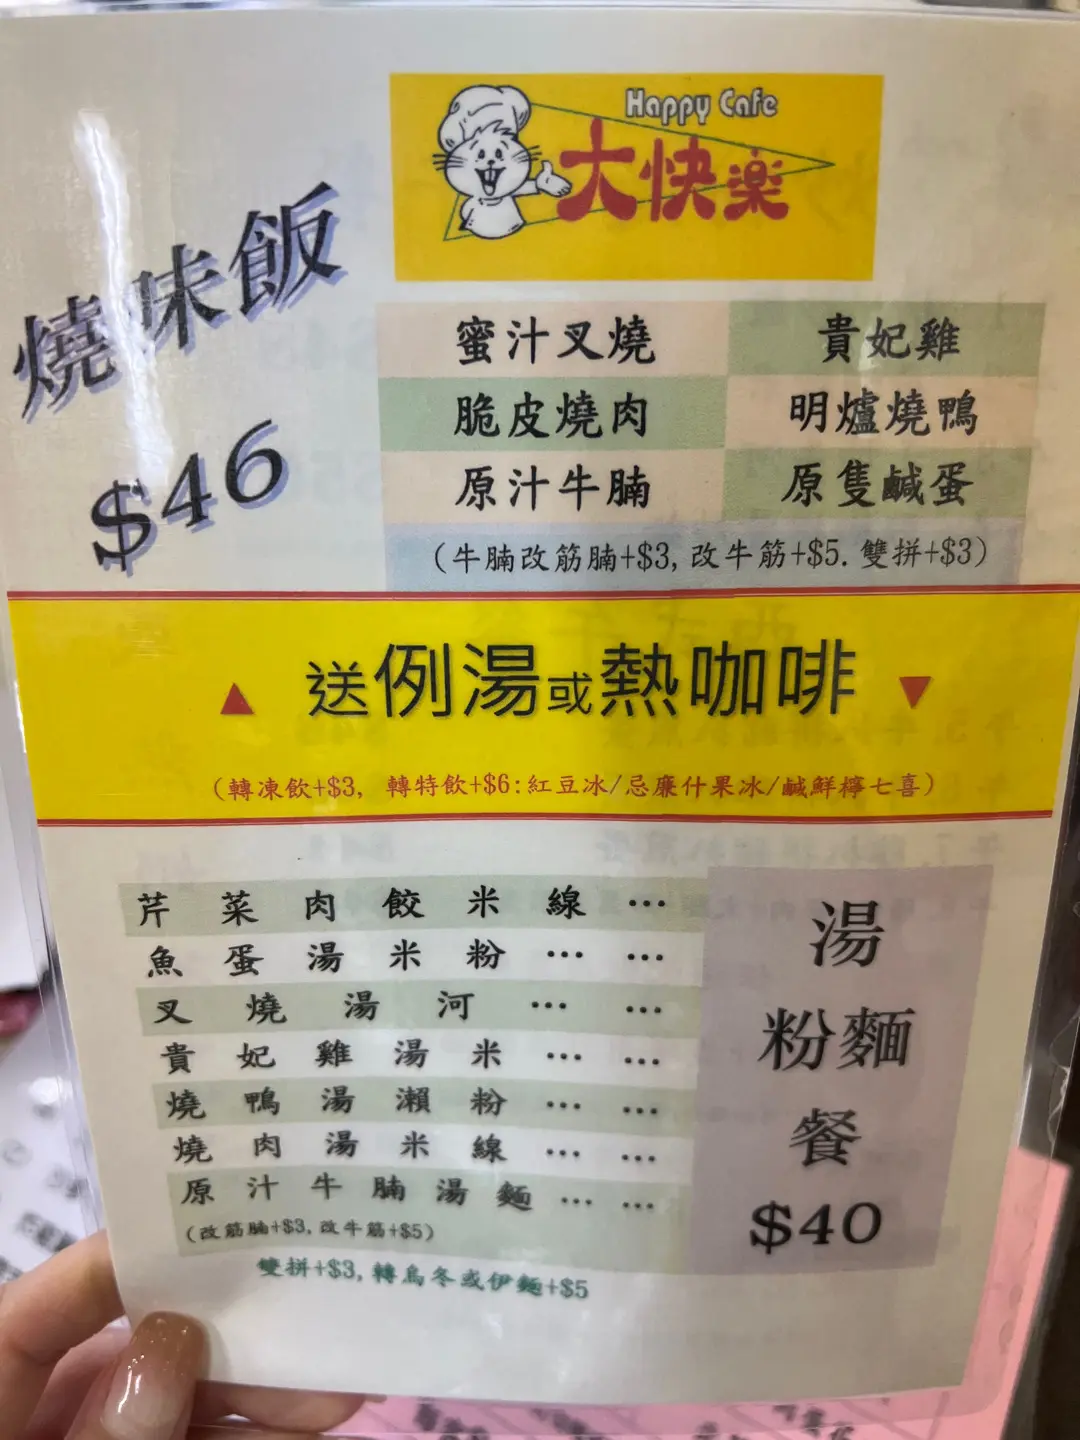 Happy Cafe
大快楽
燒味飯
$46
蜜汁叉燒 貴妃雞
脆皮燒肉 明爐燒鴨
原汁牛腩 原隻鹹蛋
(牛腩改筋腩+$3, 改牛筋+$5. 雙拼+$3)
▲ 送例湯或熱咖啡 ▼
(轉凍飲+$3, 轉特飲+$6:紅豆冰/忌廉什果冰/鹹鮮檸七喜)
芹菜肉餃米線 …
魚蛋湯米粉 … …
叉燒湯河 … …
貴妃雞湯米 … …
燒鴨湯瀨粉 … …
燒肉湯米線 … …
原汁牛腩湯麵 … …
(改筋腩+$3, 改牛筋+$5)
雙拼+$3, 轉烏冬或伊麵+$5
湯
粉麵
餐
$40